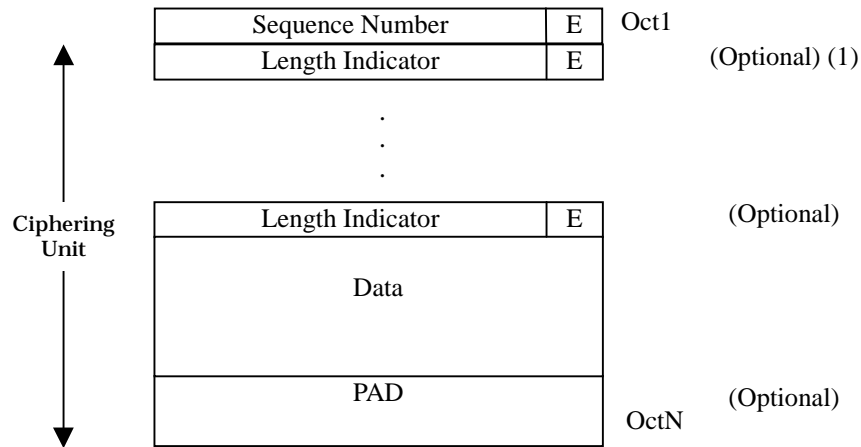 Sequence Number E Oct1
Length Indicator E (Optional) (1)
.
.
.
Length Indicator E (Optional)
Ciphering
Unit
Data
PAD (Optional)
OctN